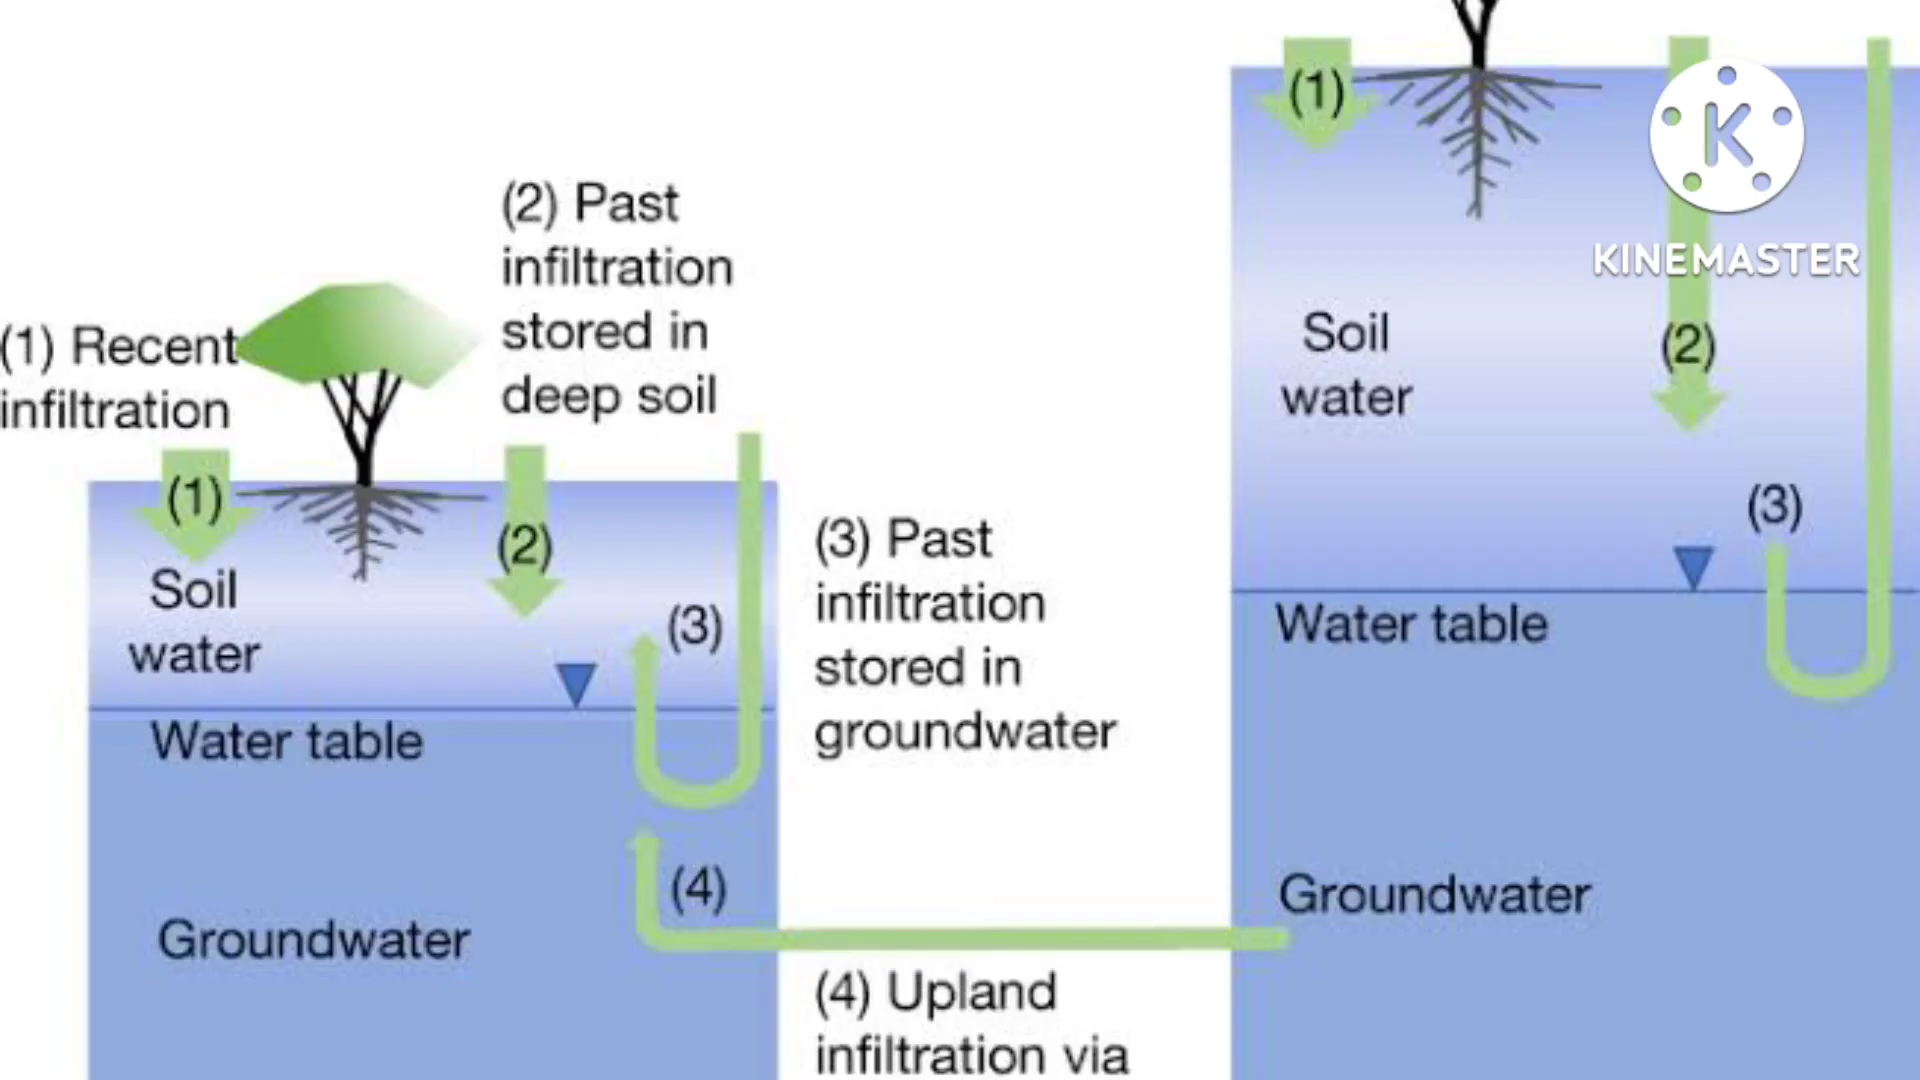 (1) Recent
infiltration
(1)
Soil
water
Water table
Groundwater
(2) Past
infiltration
stored in
deep soil
(2)
(3)
(4)
(3) Past
infiltration
stored in
groundwater
(4) Upland
infiltration via
(1)
Soil
water
(2)
(3)
Water table
Groundwater
K
KINEMASTER